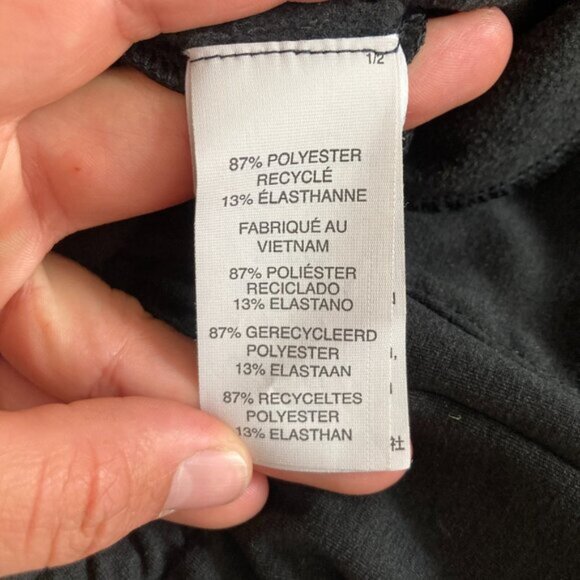 1/2
87% POLYESTER
RECYCLÉ
13% ÉLASTHANNE
FABRIQUÉ AU
VIETNAM
87% POLIÉSTER
RECICLADO
13% ELASTANO
87% GERECYCLEERD
POLYESTER
13% ELASTAAN
87% RECYCELTES
POLYESTER
13% ELASTHAN
社